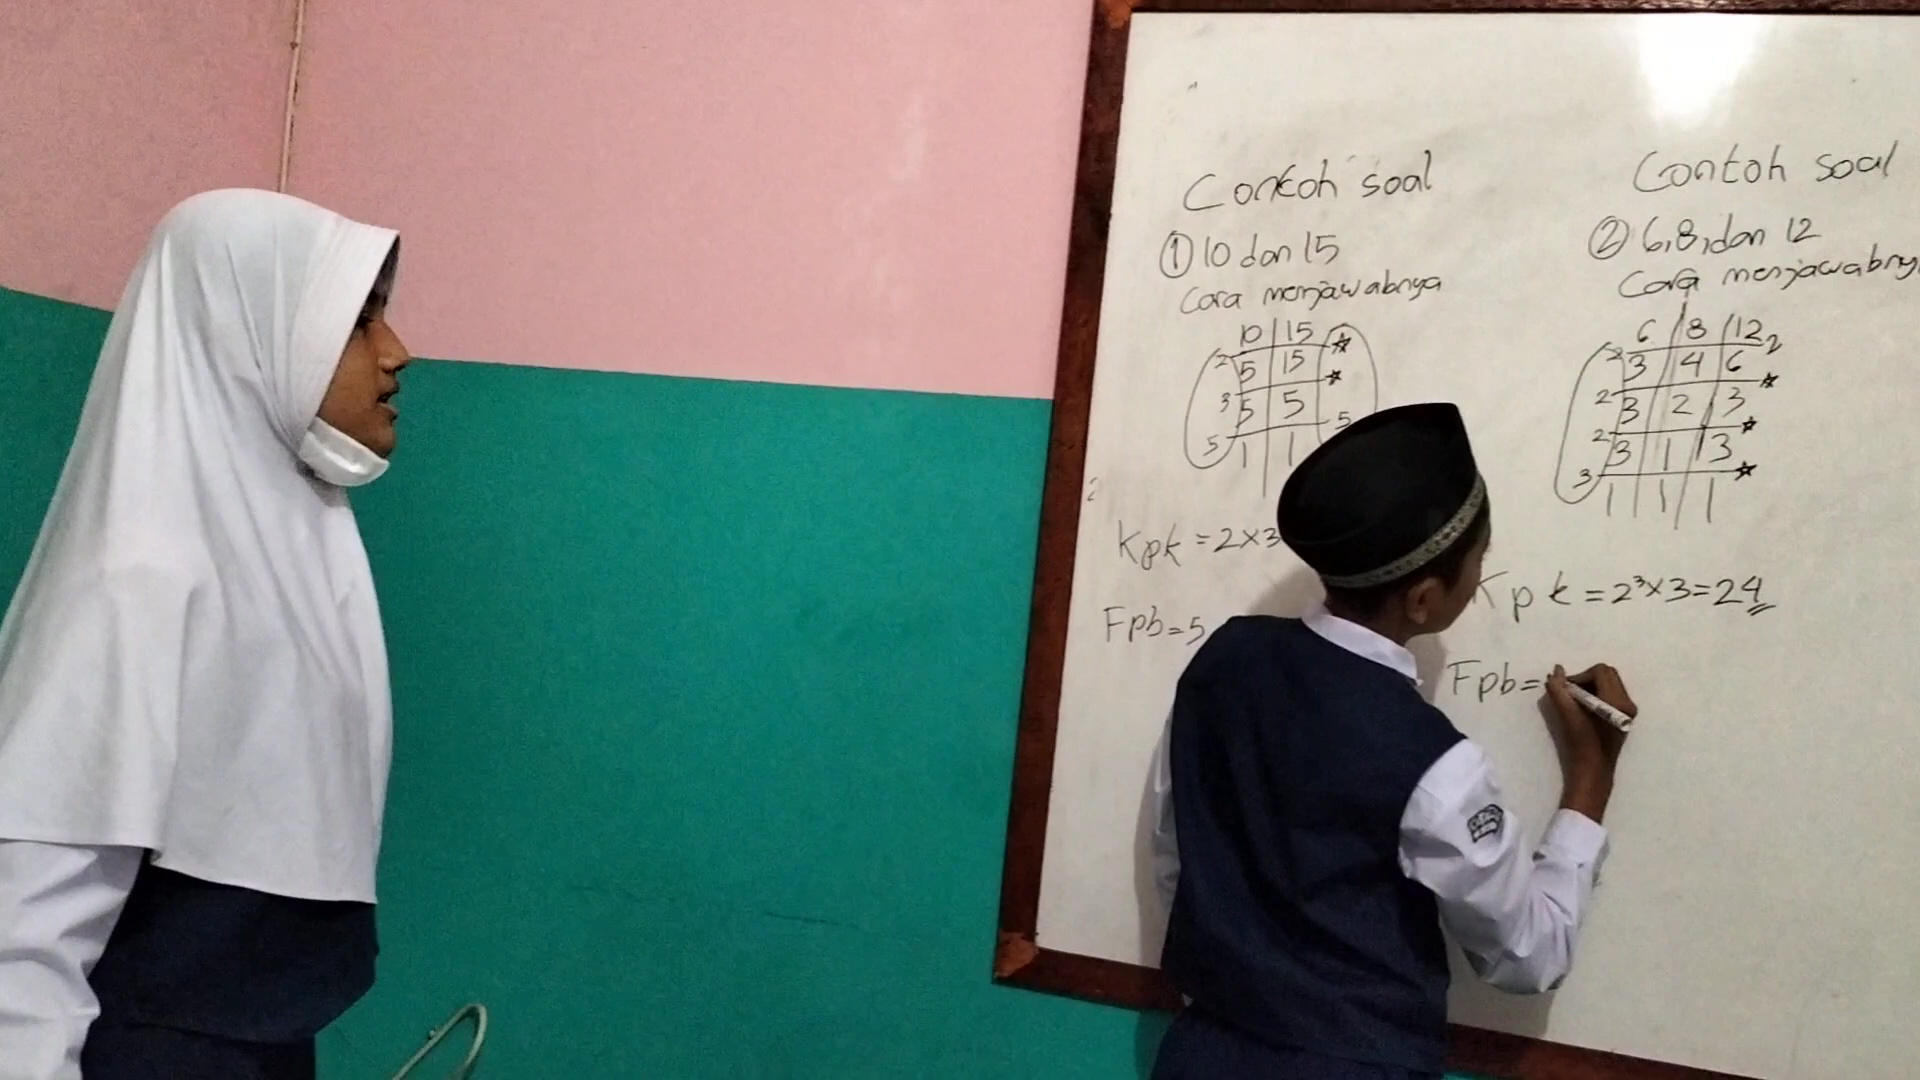 Contoh soal
① 10 dan 15
Cara menjawabnya
10 | 15
2 5 | 15 ☆
3 5 | 5 ★
5 1 | 1 5
Kpk = 2×3
Fpb = 5
Contoh soal
② 6, 8, dan 12
Cara menjawabny
6 | 8 | 12
2 3 | 4 | 6 2
2 3 | 2 | 3 ☆
2 3 | 1 | 3 ☆
3 1 | 1 | 1 ☆
Kpk = 2³×3=24
Fpb =